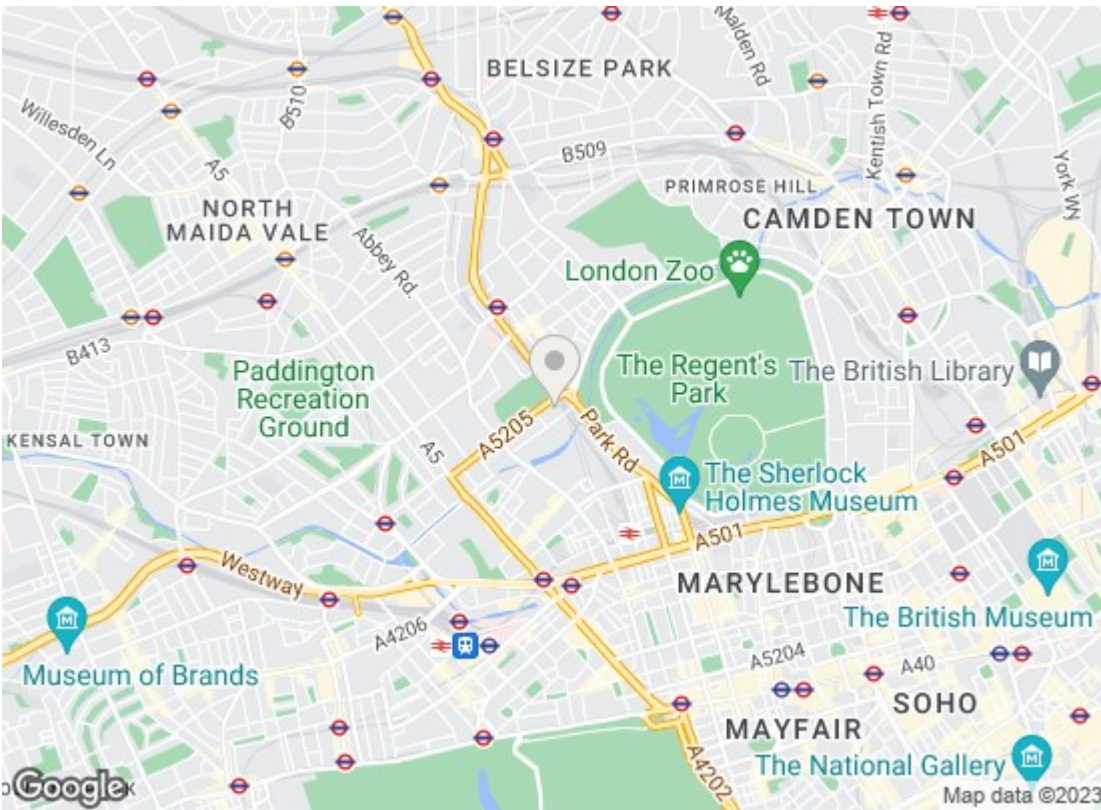 Malden Rd
BELSIZE PARK
Kentish Town Rd
B510
Willesden Ln
A5
B509
York Wy
PRIMROSE HILL
NORTH
MAIDA VALE
CAMDEN TOWN
Abbey Rd.
London Zoo
B413
Paddington
Recreation
Ground
The Regent's
Park
The British Library
KENSAL TOWN
A5
A5205
Park Rd
A501
The Sherlock
Holmes Museum
A501
Westway
MARYLEBONE
The British Museum
A4206
A5204
A40
Museum of Brands
SOHO
MAYFAIR
A4202
The National Gallery
Google
Map data ©2023